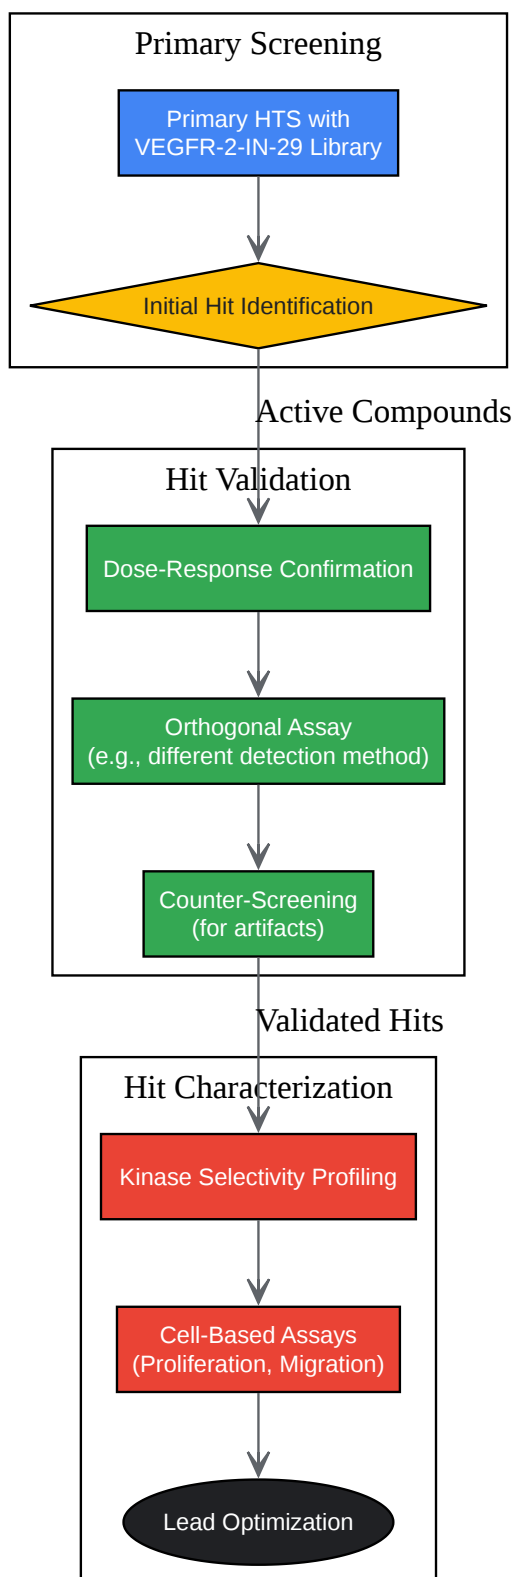 Primary Screening
Primary HTS with
VEGFR-2-IN-29 Library
Initial Hit Identification
Active Compounds
Hit Validation
Dose-Response Confirmation
Orthogonal Assay
(e.g., different detection method)
Counter-Screening
(for artifacts)
Validated Hits
Hit Characterization
Kinase Selectivity Profiling
Cell-Based Assays
(Proliferation, Migration)
Lead Optimization